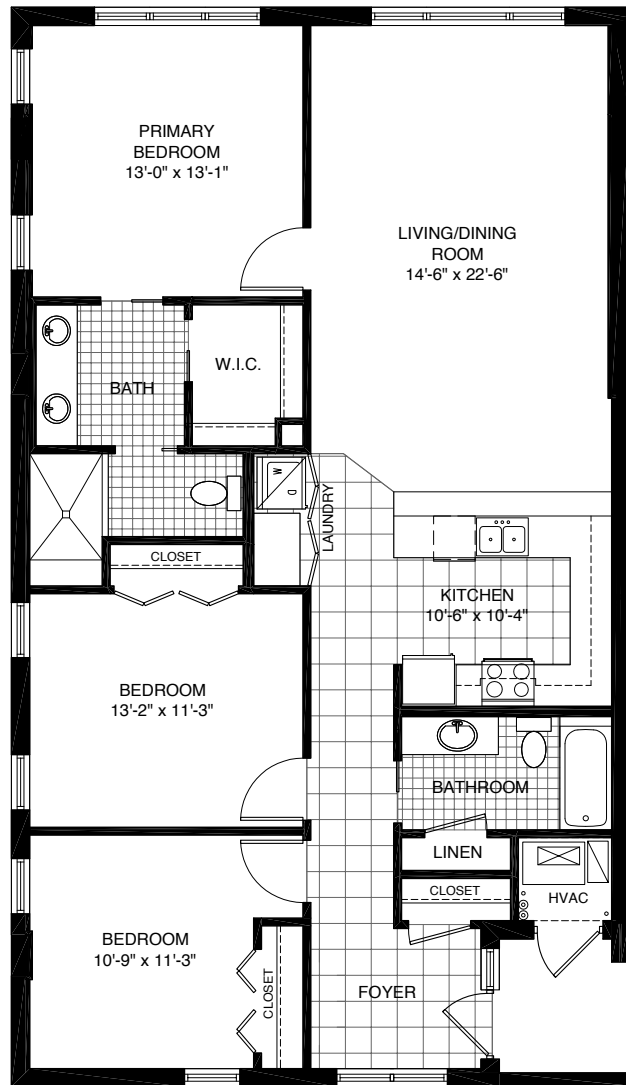 PRIMARY
BEDROOM
13'-0" x 13'-1"
LIVING/DINING
ROOM
14'-6" x 22'-6"
W.I.C.
BATH
W
D
LAUNDRY
CLOSET
KITCHEN
10'-6" x 10'-4"
BEDROOM
13'-2" x 11'-3"
BATHROOM
LINEN
CLOSET
HVAC
BEDROOM
10'-9" x 11'-3"
CLOSET
FOYER